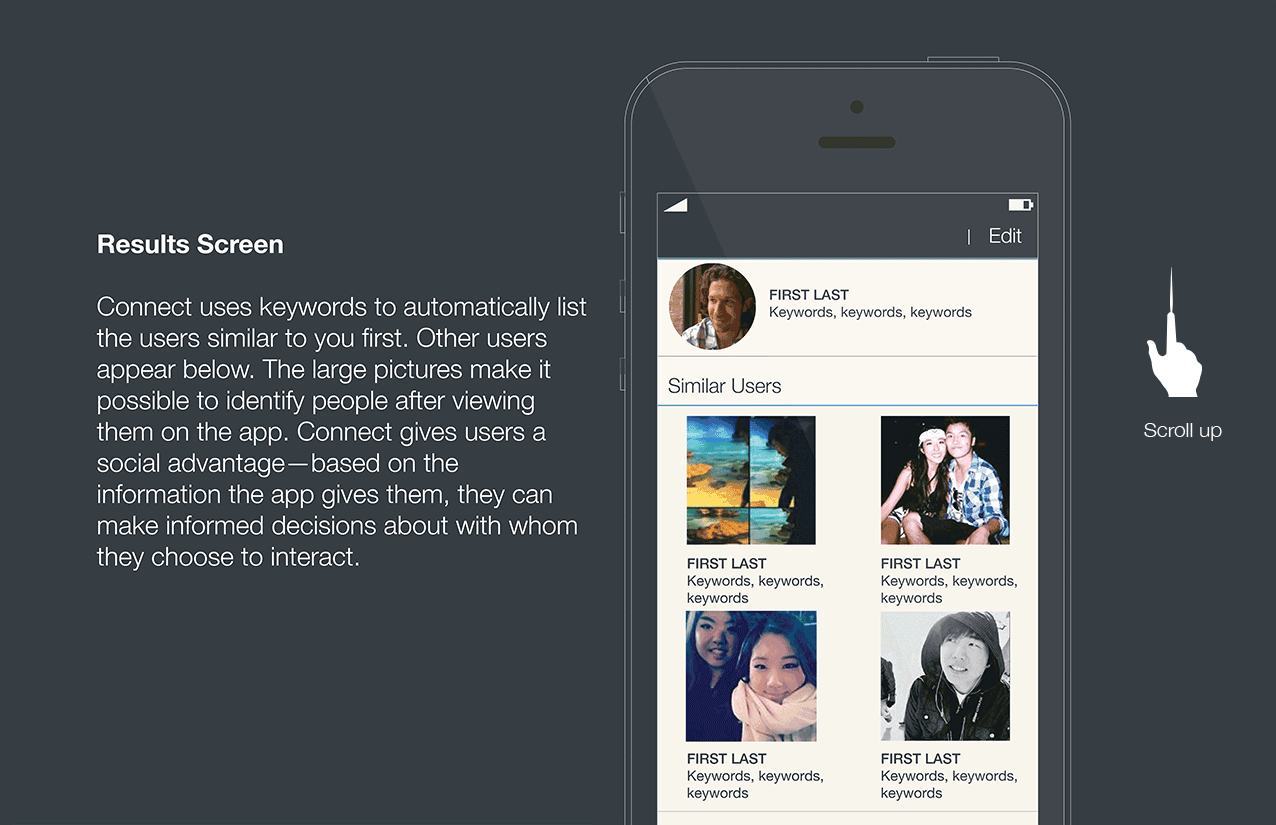 Results Screen
Connect uses keywords to automatically list
the users similar to you first. Other users
appear below. The large pictures make it
possible to identify people after viewing
them on the app. Connect gives users a
social advantage—based on the
information the app gives them, they can
make informed decisions about with whom
they choose to interact.
| Edit
FIRST LAST
Keywords, keywords, keywords
Similar Users
FIRST LAST
Keywords, keywords,
keywords
FIRST LAST
Keywords, keywords,
keywords
FIRST LAST
Keywords, keywords,
keywords
FIRST LAST
Keywords, keywords,
keywords
Scroll up